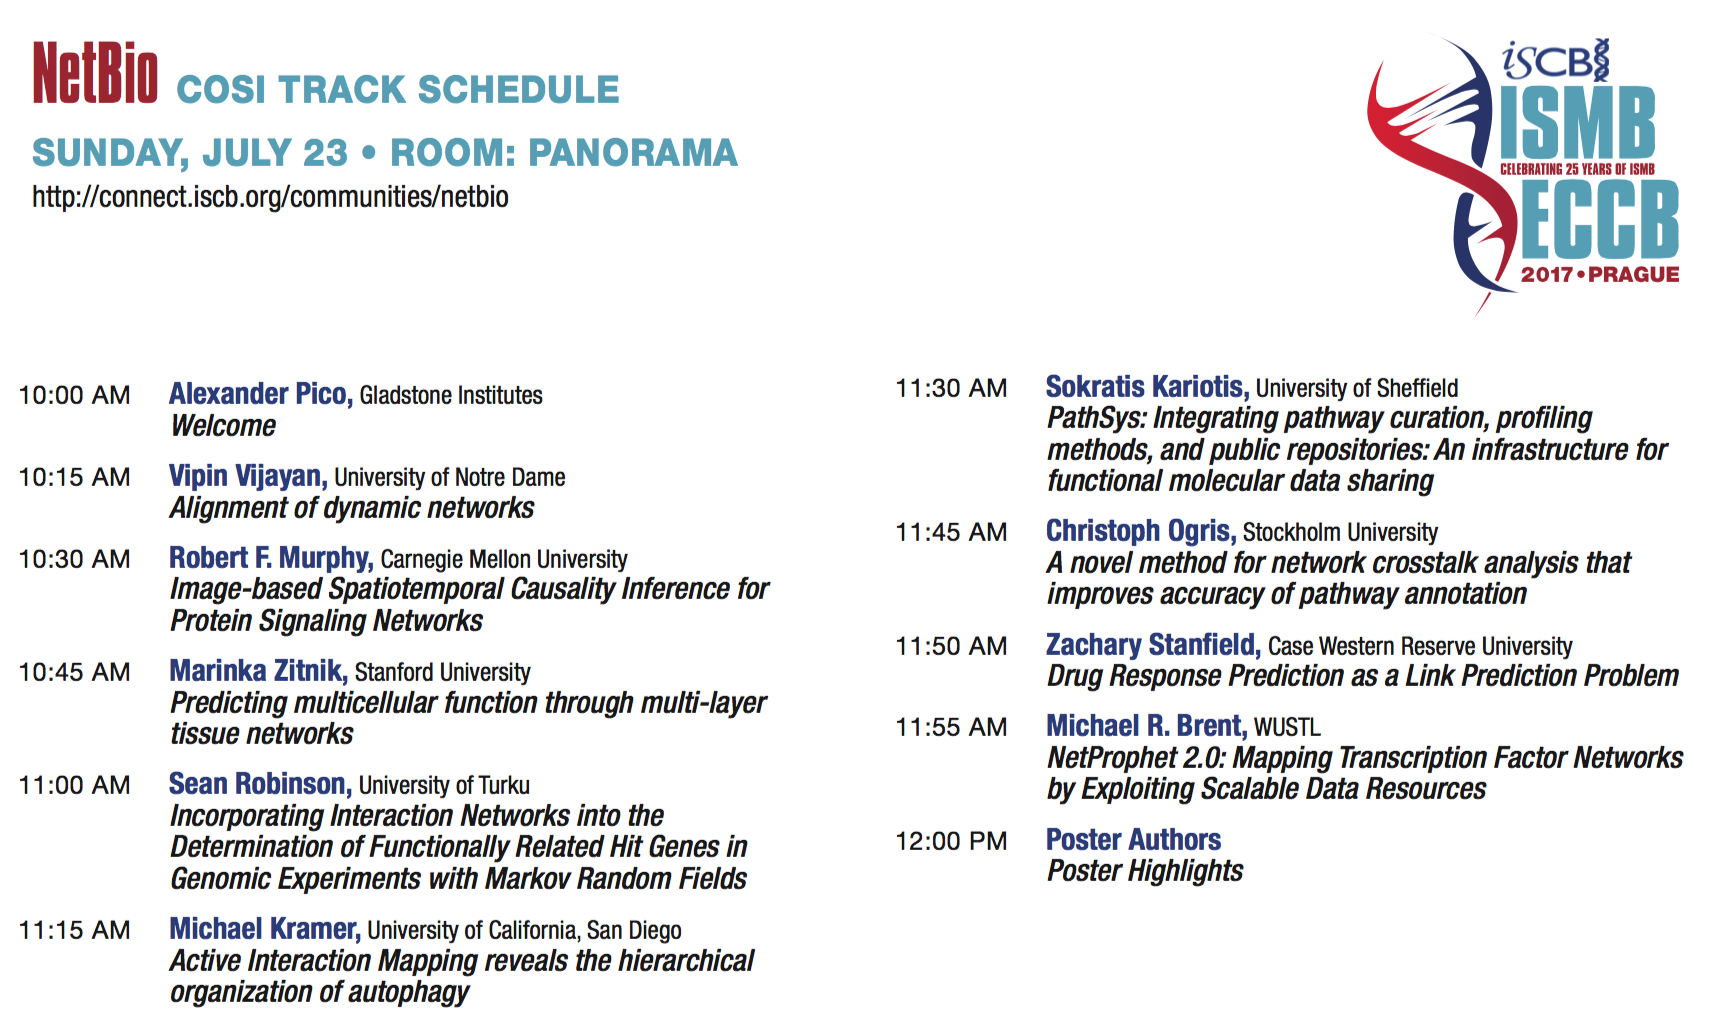 NetBio COSI TRACK SCHEDULE
SUNDAY, JULY 23 • ROOM: PANORAMA
http://connect.iscb.org/communities/netbio
iSCB
ISMB
CELEBRATING 25 YEARS OF ISMB
ECCB
2017 • PRAGUE
10:00 AM Alexander Pico, Gladstone Institutes
Welcome
10:15 AM Vipin Vijayan, University of Notre Dame
Alignment of dynamic networks
10:30 AM Robert F. Murphy, Carnegie Mellon University
Image-based Spatiotemporal Causality Inference for
Protein Signaling Networks
10:45 AM Marinka Zitnik, Stanford University
Predicting multicellular function through multi-layer
tissue networks
11:00 AM Sean Robinson, University of Turku
Incorporating Interaction Networks into the
Determination of Functionally Related Hit Genes in
Genomic Experiments with Markov Random Fields
11:15 AM Michael Kramer, University of California, San Diego
Active Interaction Mapping reveals the hierarchical
organization of autophagy
11:30 AM Sokratis Kariotis, University of Sheffield
PathSys: Integrating pathway curation, profiling
methods, and public repositories: An infrastructure for
functional molecular data sharing
11:45 AM Christoph Ogris, Stockholm University
A novel method for network crosstalk analysis that
improves accuracy of pathway annotation
11:50 AM Zachary Stanfield, Case Western Reserve University
Drug Response Prediction as a Link Prediction Problem
11:55 AM Michael R. Brent, WUSTL
NetProphet 2.0: Mapping Transcription Factor Networks
by Exploiting Scalable Data Resources
12:00 PM Poster Authors
Poster Highlights